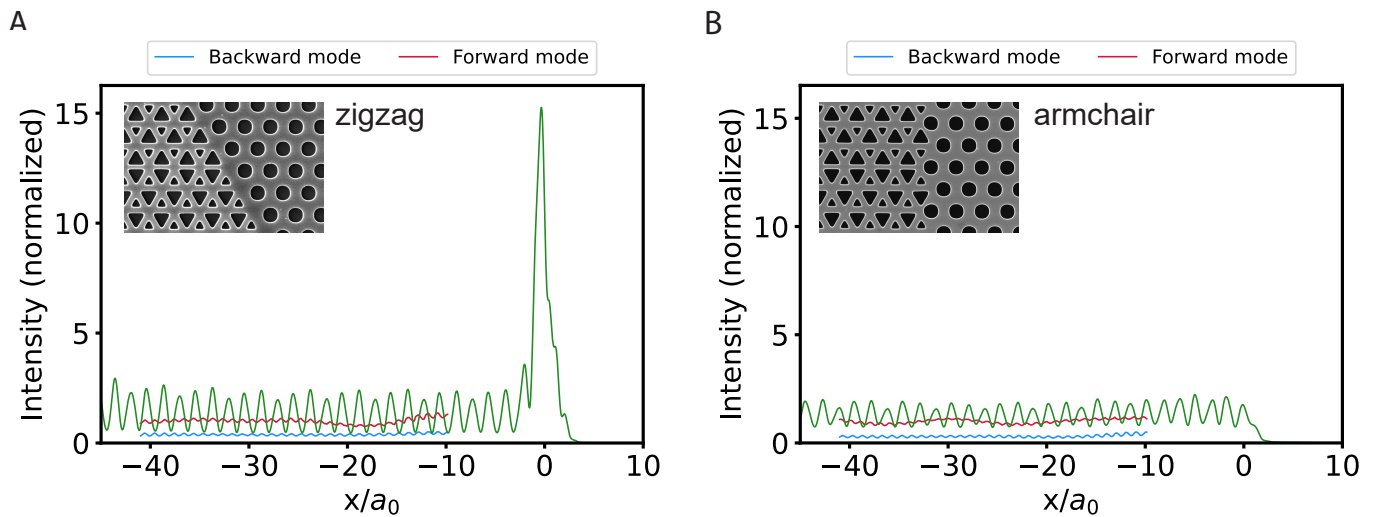 A
Backward mode Forward mode
zigzag
Intensity (normalized)
15
10
5
0
−40 −30 −20 −10 0 10
x/a0
B
Backward mode Forward mode
armchair
Intensity (normalized)
15
10
5
0
−40 −30 −20 −10 0 10
x/a0